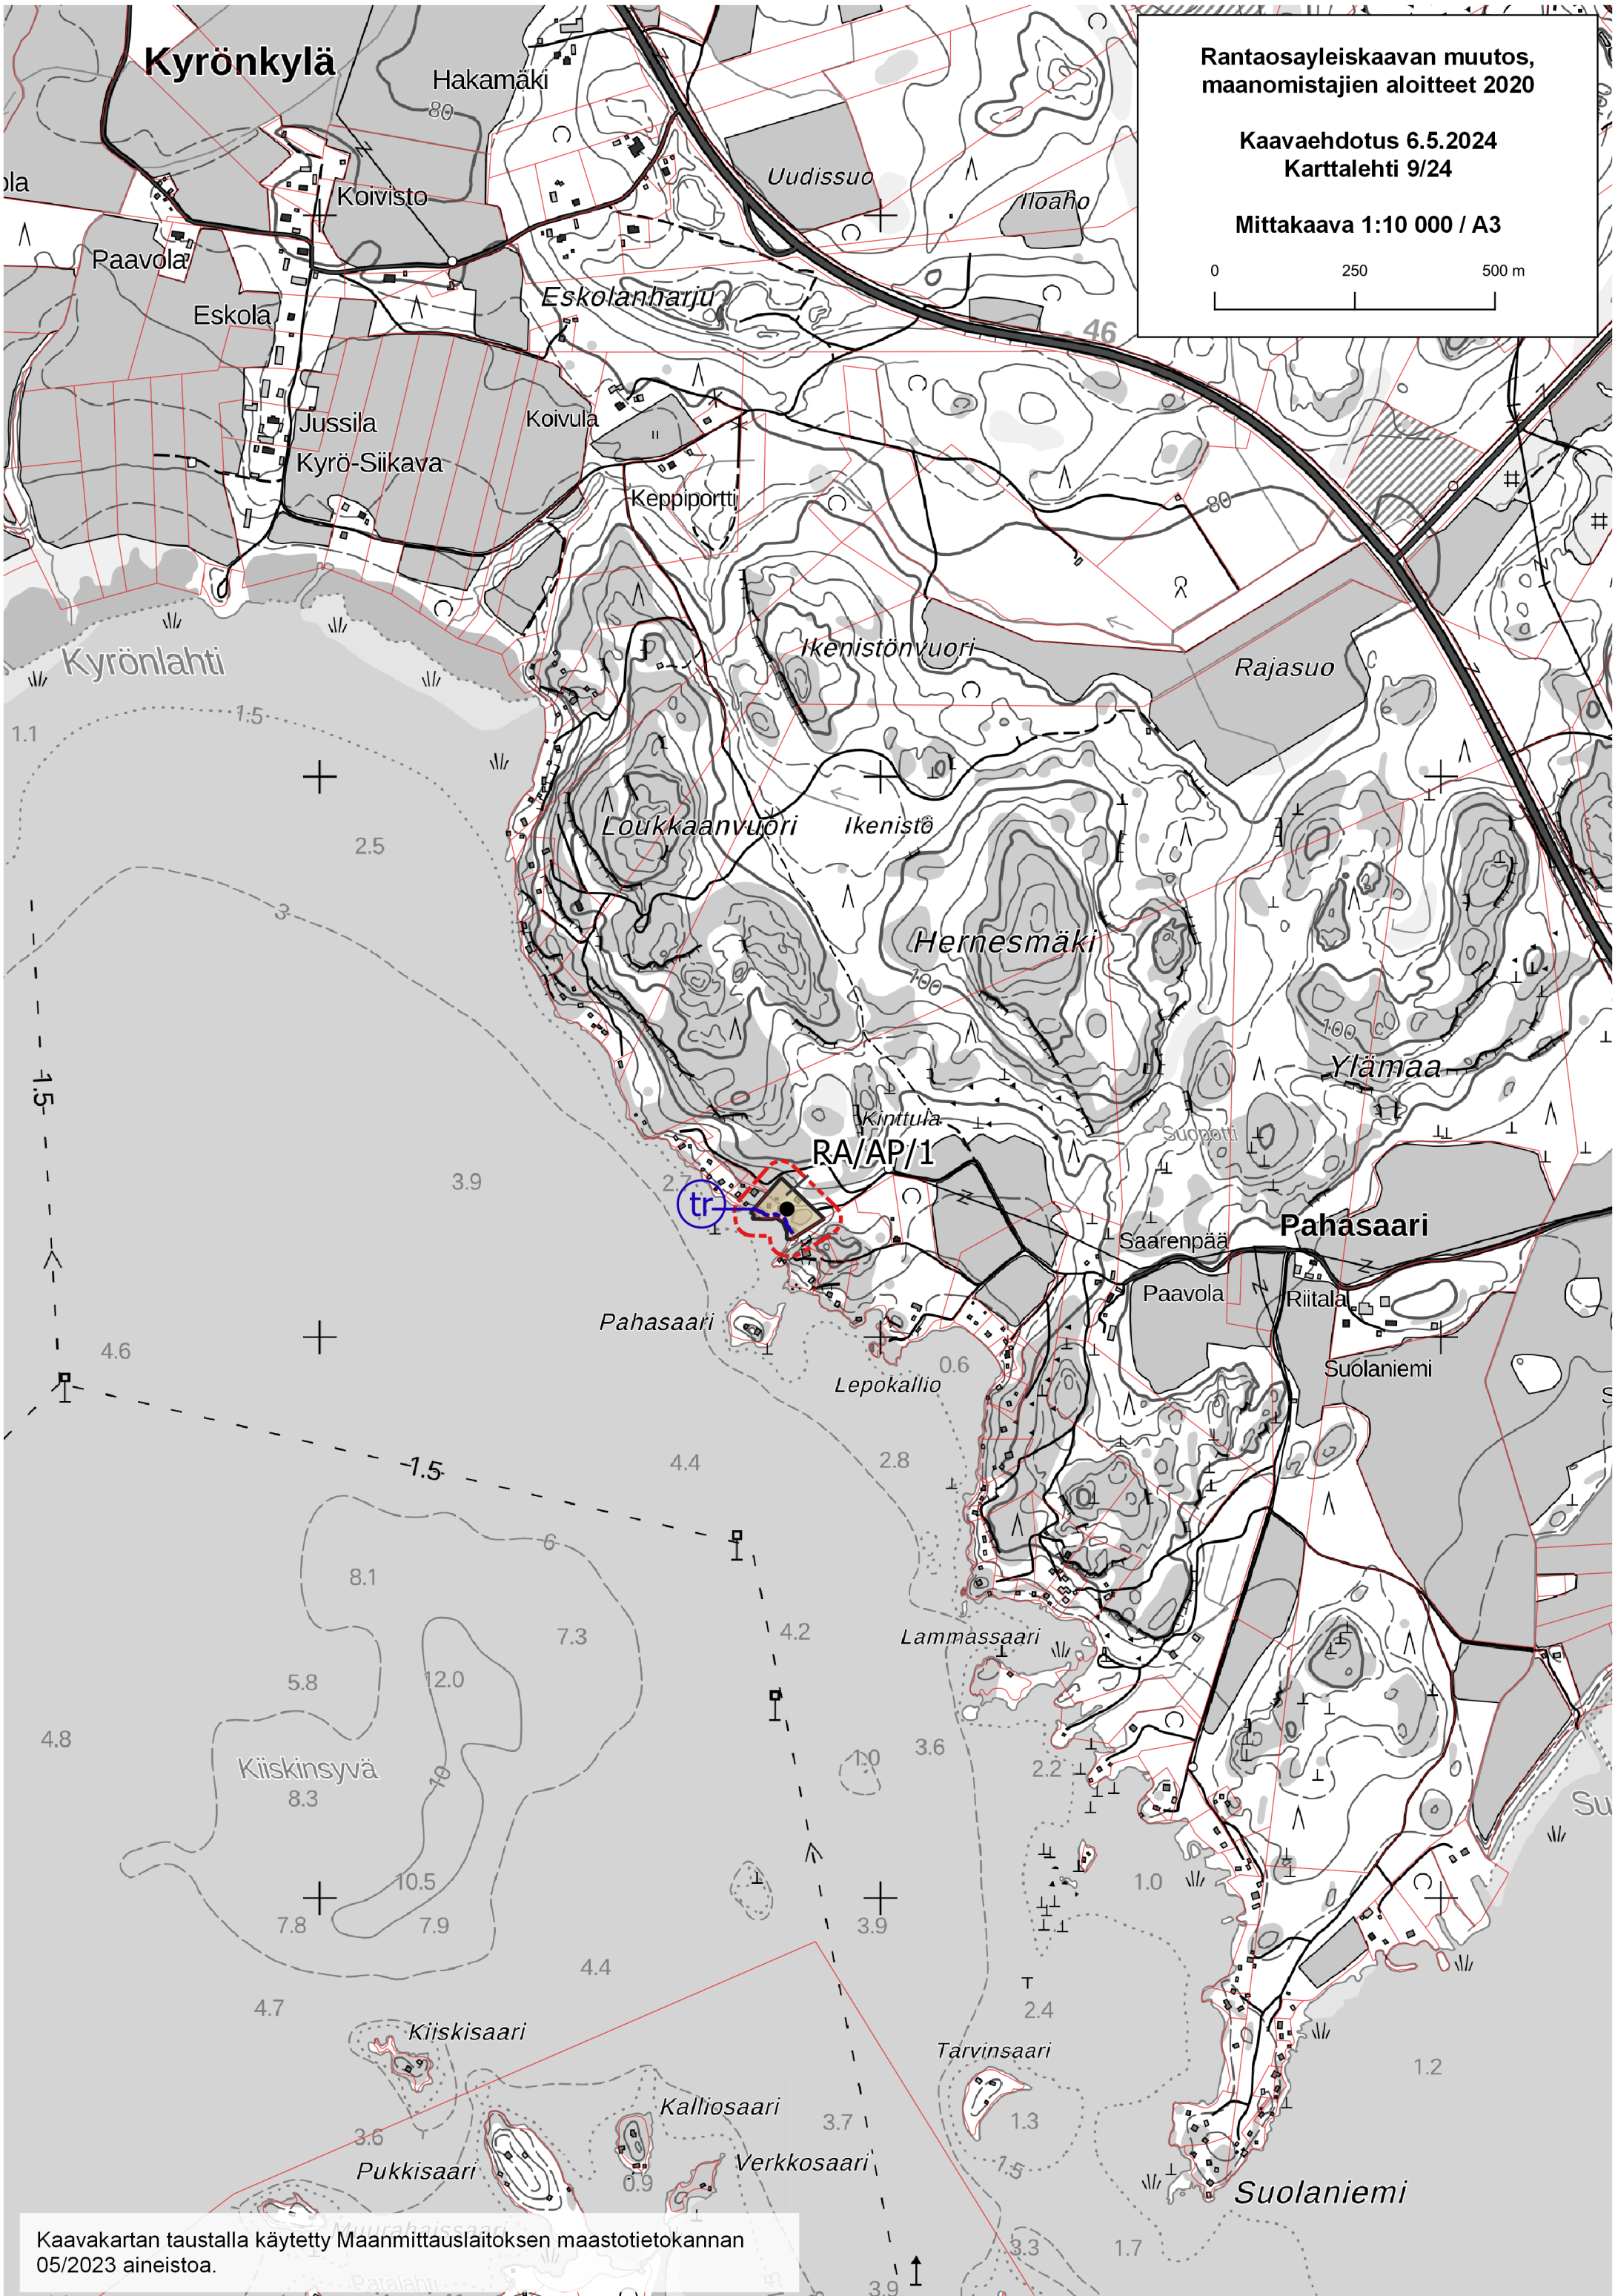 Rantaosayleiskaavan muutos,
maanomistajien aloitteet 2020
Kaavaehdotus 6.5.2024
Karttalehti 9/24
Mittakaava 1:10 000 / A3
0 250 500 m
Kyrönkylä
Hakamäki
80
Koivisto
Uudissuo
Iloaho
Paavola
Eskola
Eskolanharju
46
Jussila
Koivula
Kyrö-Siikava
Keppiportti
80
Ikenistönvuori
Rajasuo
Kyrönlahti
1.5
1.1
Loukkaanvuori
Ikenistö
2.5
3
Hernesmäki
100
100
Ylämaa
1.5
Kinttula
Suopotti
RA/AP/1
3.9
tr
Pahasaari
Saarenpää
Paavola
Riitala
Pahasaari
4.6
0.6
Suolaniemi
Lepokallio
1.5
4.4
2.8
6
8.1
7.3
4.2
Lammassaari
5.8
12.0
4.8
3.6
1.0
2.2
Kiiskinsyvä
10
8.3
Su
10.5
1.0
7.8
7.9
3.9
4.4
4.7
2.4
Kiiskisaari
Tarvinsaari
1.2
Kalliosaari
3.7
1.3
3.6
Pukkisaari
Verkkosaari
1.5
0.9
Suolaniemi
Kaavakartan taustalla käytetty Maanmittauslaitoksen maastotietokannan
05/2023 aineistoa.
3.3
1.7
3.9